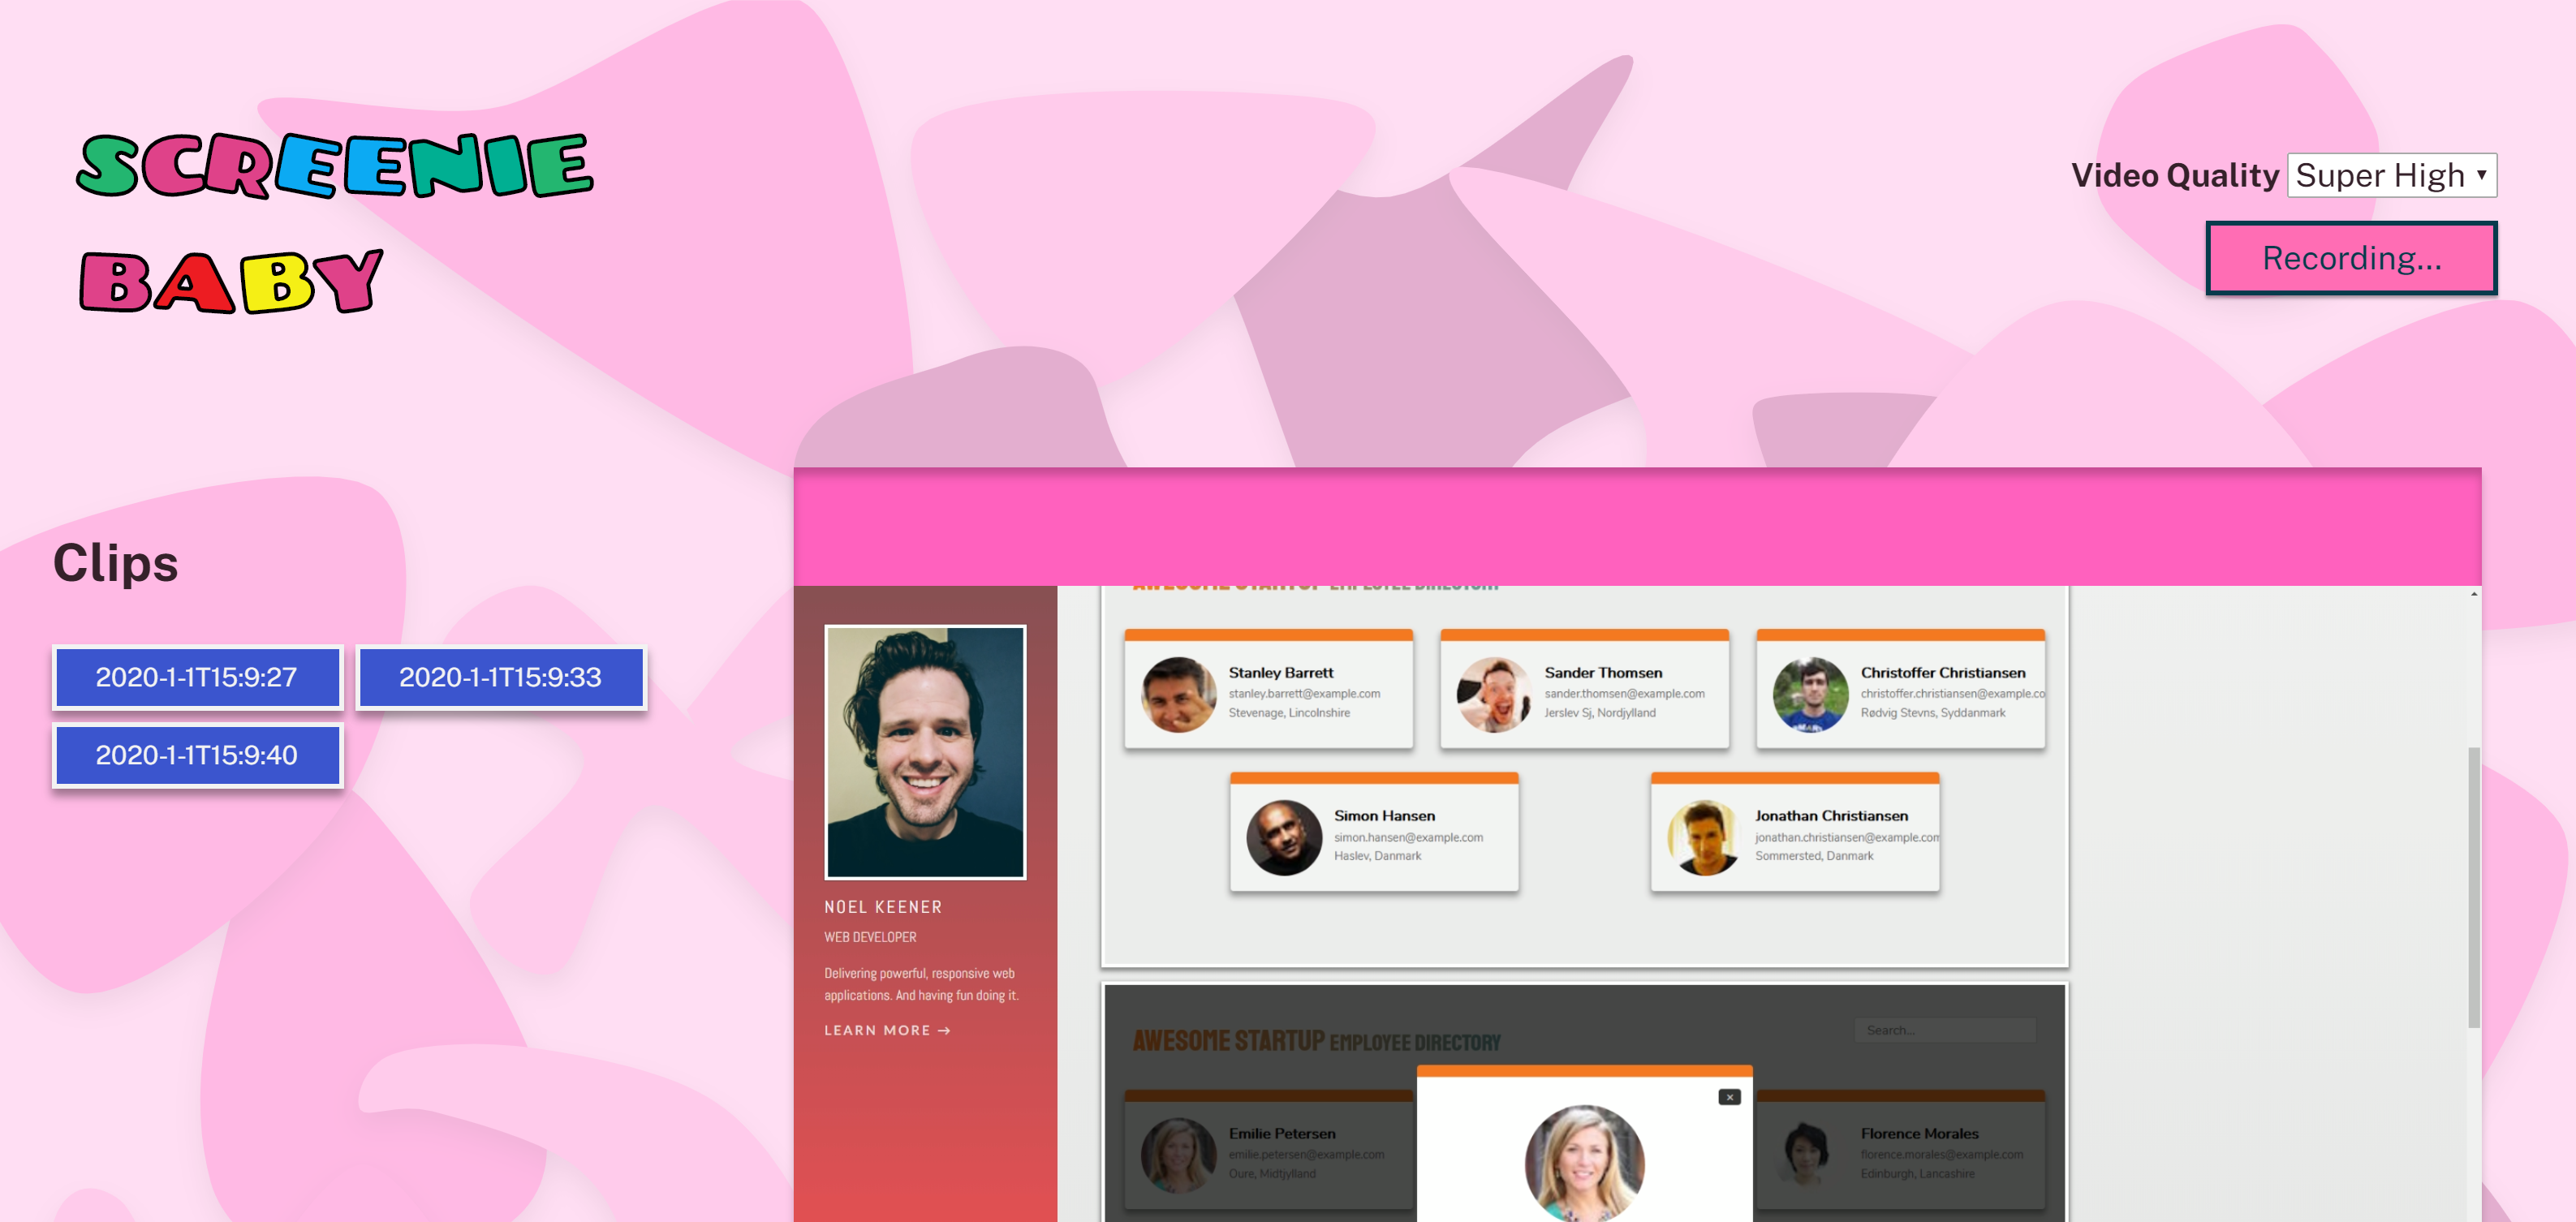 SCREENIE
BABY
Video Quality Super High
Recording...
Clips
2020-1-1T15:9:27
2020-1-1T15:9:33
2020-1-1T15:9:40
NOEL KEENER
WEB DEVELOPER
Delivering powerful, responsive web
applications. And having fun doing it.
LEARN MORE →
AWESOME STARTUP EMPLOYEE DIRECTORY
Stanley Barrett
stanley.barrett@example.com
Stevenage, Lincolnshire
Sander Thomsen
sander.thomsen@example.com
Jerslev Sj, Nordjylland
Christoffer Christiansen
christoffer.christiansen@example.co
Rødvig Stevns, Syddanmark
Simon Hansen
simon.hansen@example.com
Haslev, Danmark
Jonathan Christiansen
jonathan.christiansen@example.com
Sommersted, Danmark
AWESOME STARTUP EMPLOYEE DIRECTORY
Search...
Emilie Petersen
emilie.petersen@example.com
Oure, Midtjylland
Florence Morales
florence.morales@example.com
Edinburgh, Lancashire